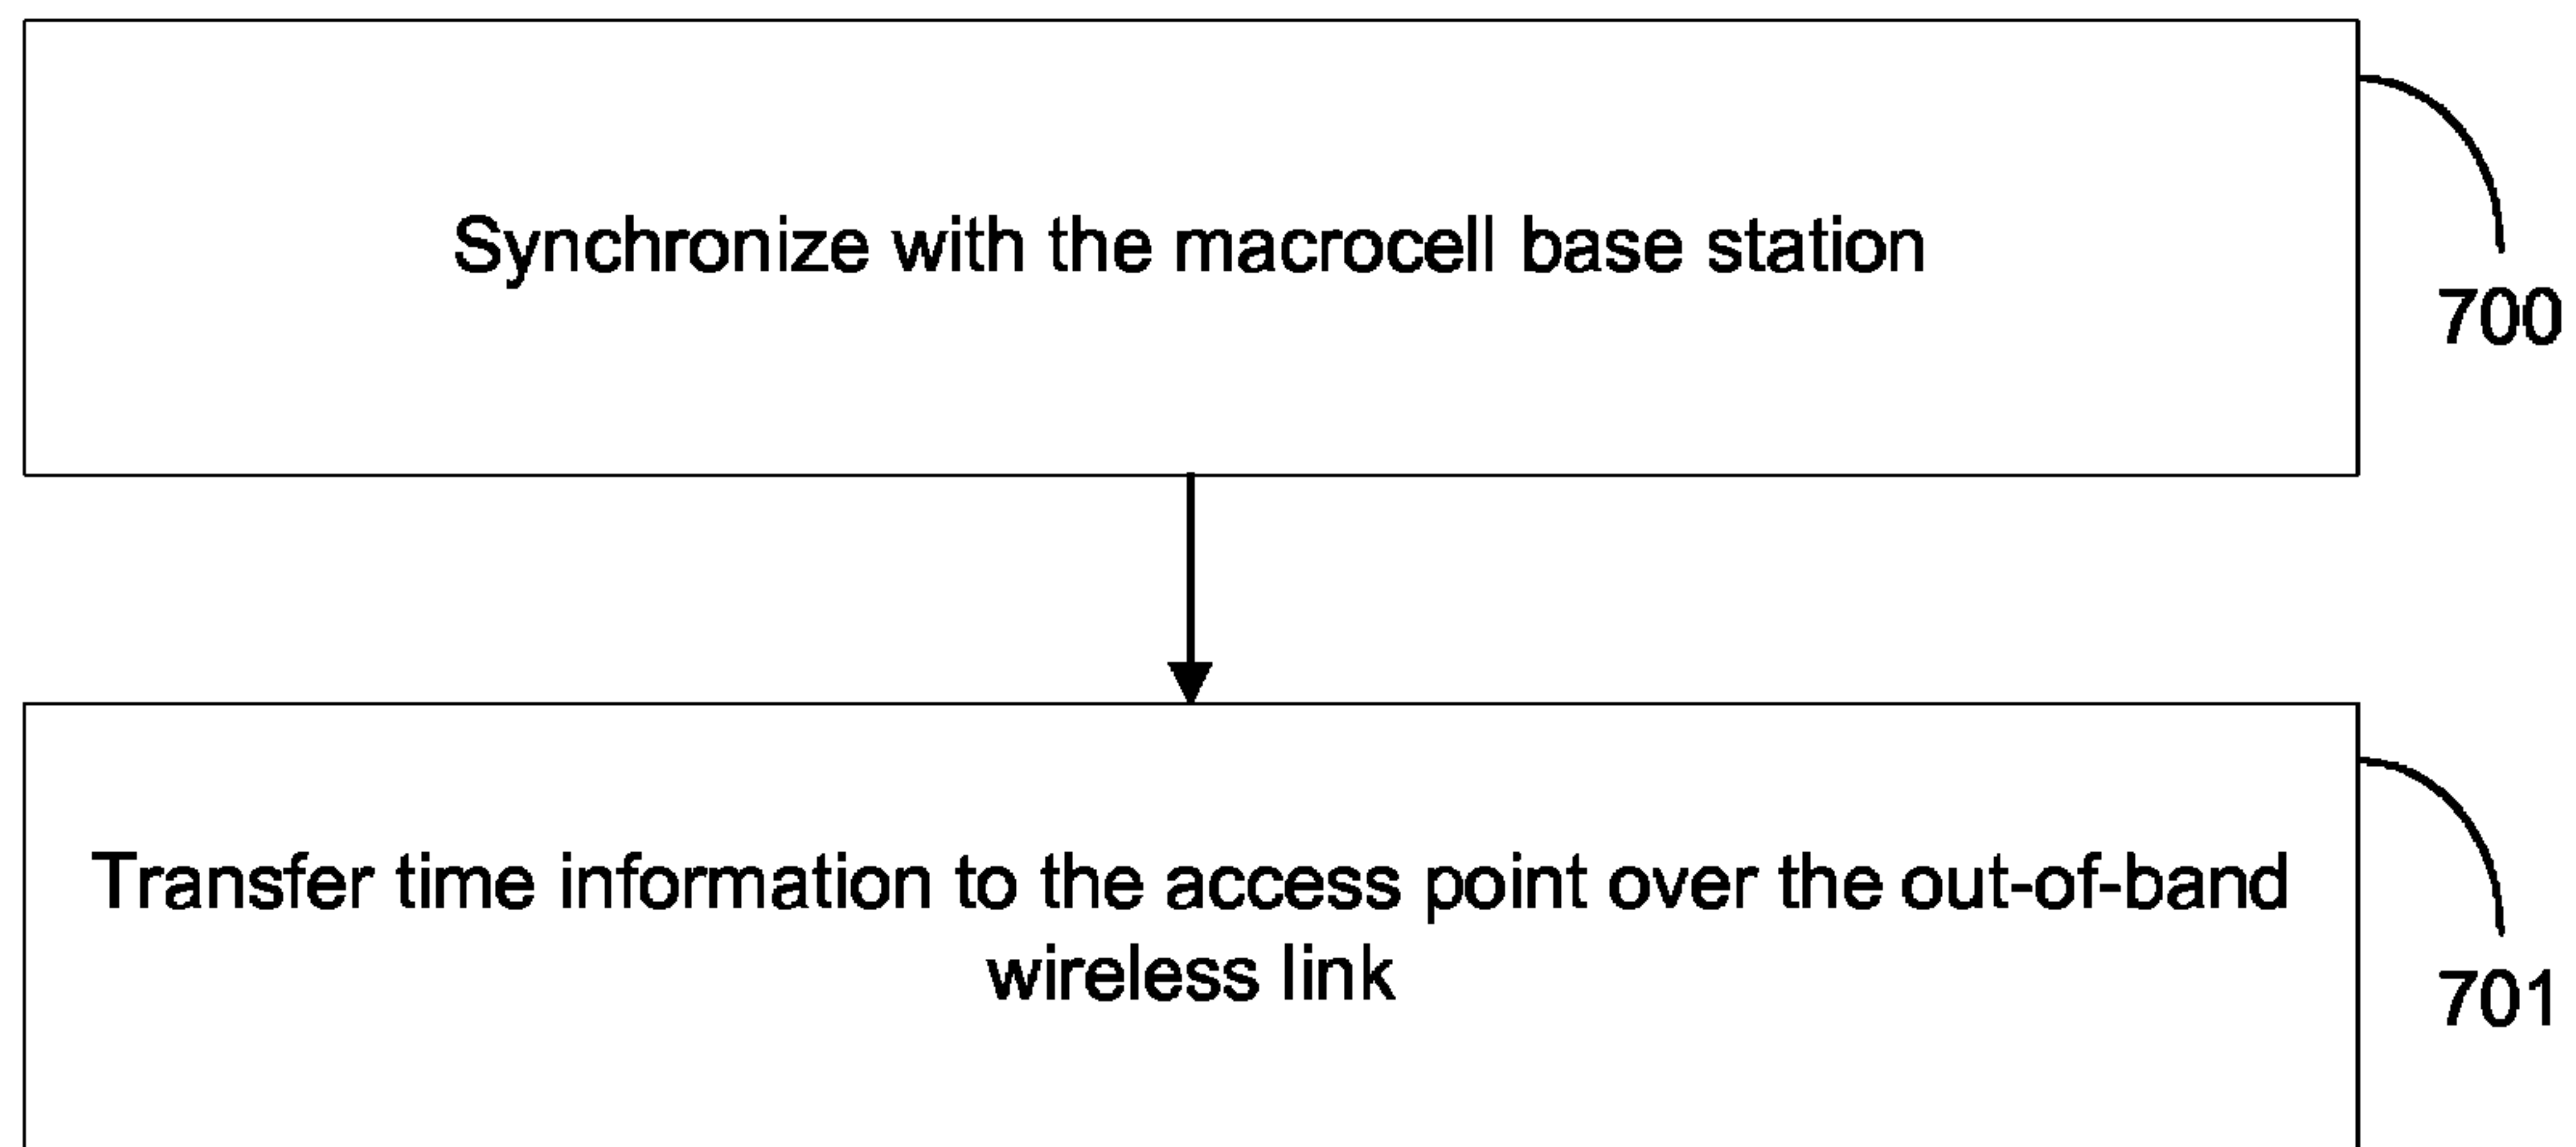 Synchronize with the macrocell base station
700
Transfer time information to the access point over the out-of-band
wireless link
701